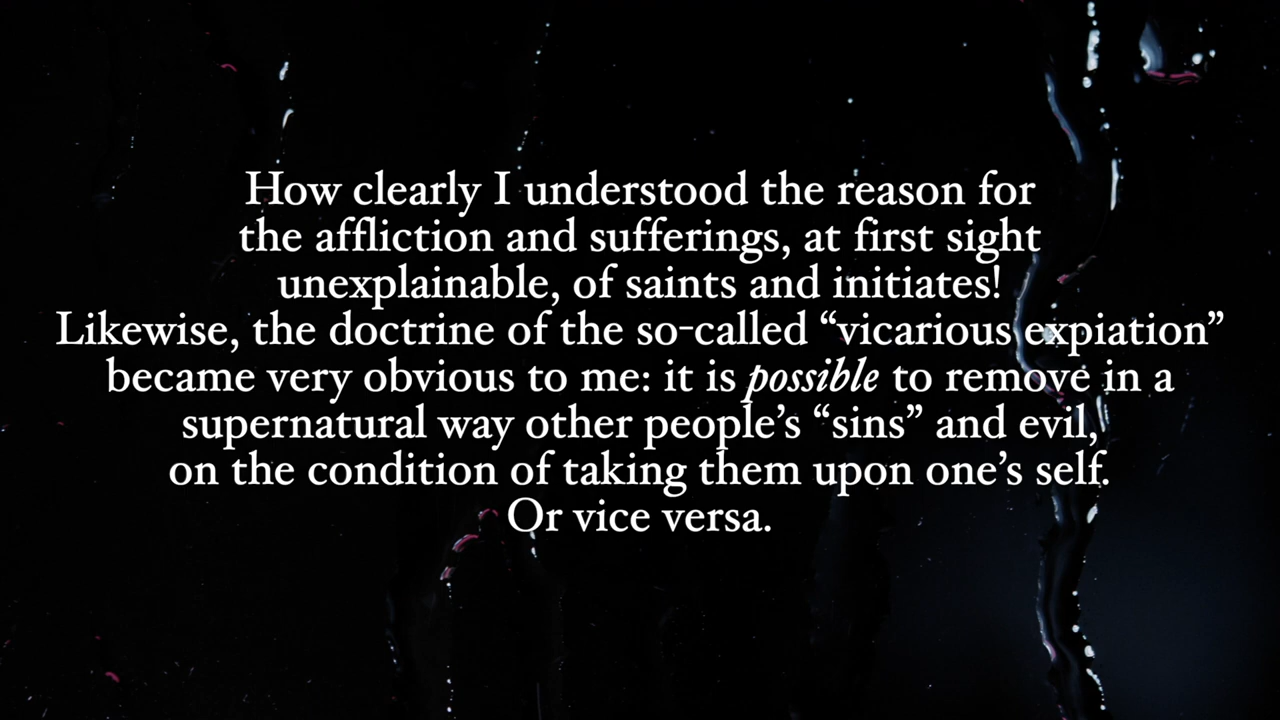 How clearly I understood the reason for
the affliction and sufferings, at first sight
unexplainable, of saints and initiates!
Likewise, the doctrine of the so-called “vicarious expiation”
became very obvious to me: it is possible to remove in a
supernatural way other people’s “sins” and evil,
on the condition of taking them upon one’s self.
Or vice versa.